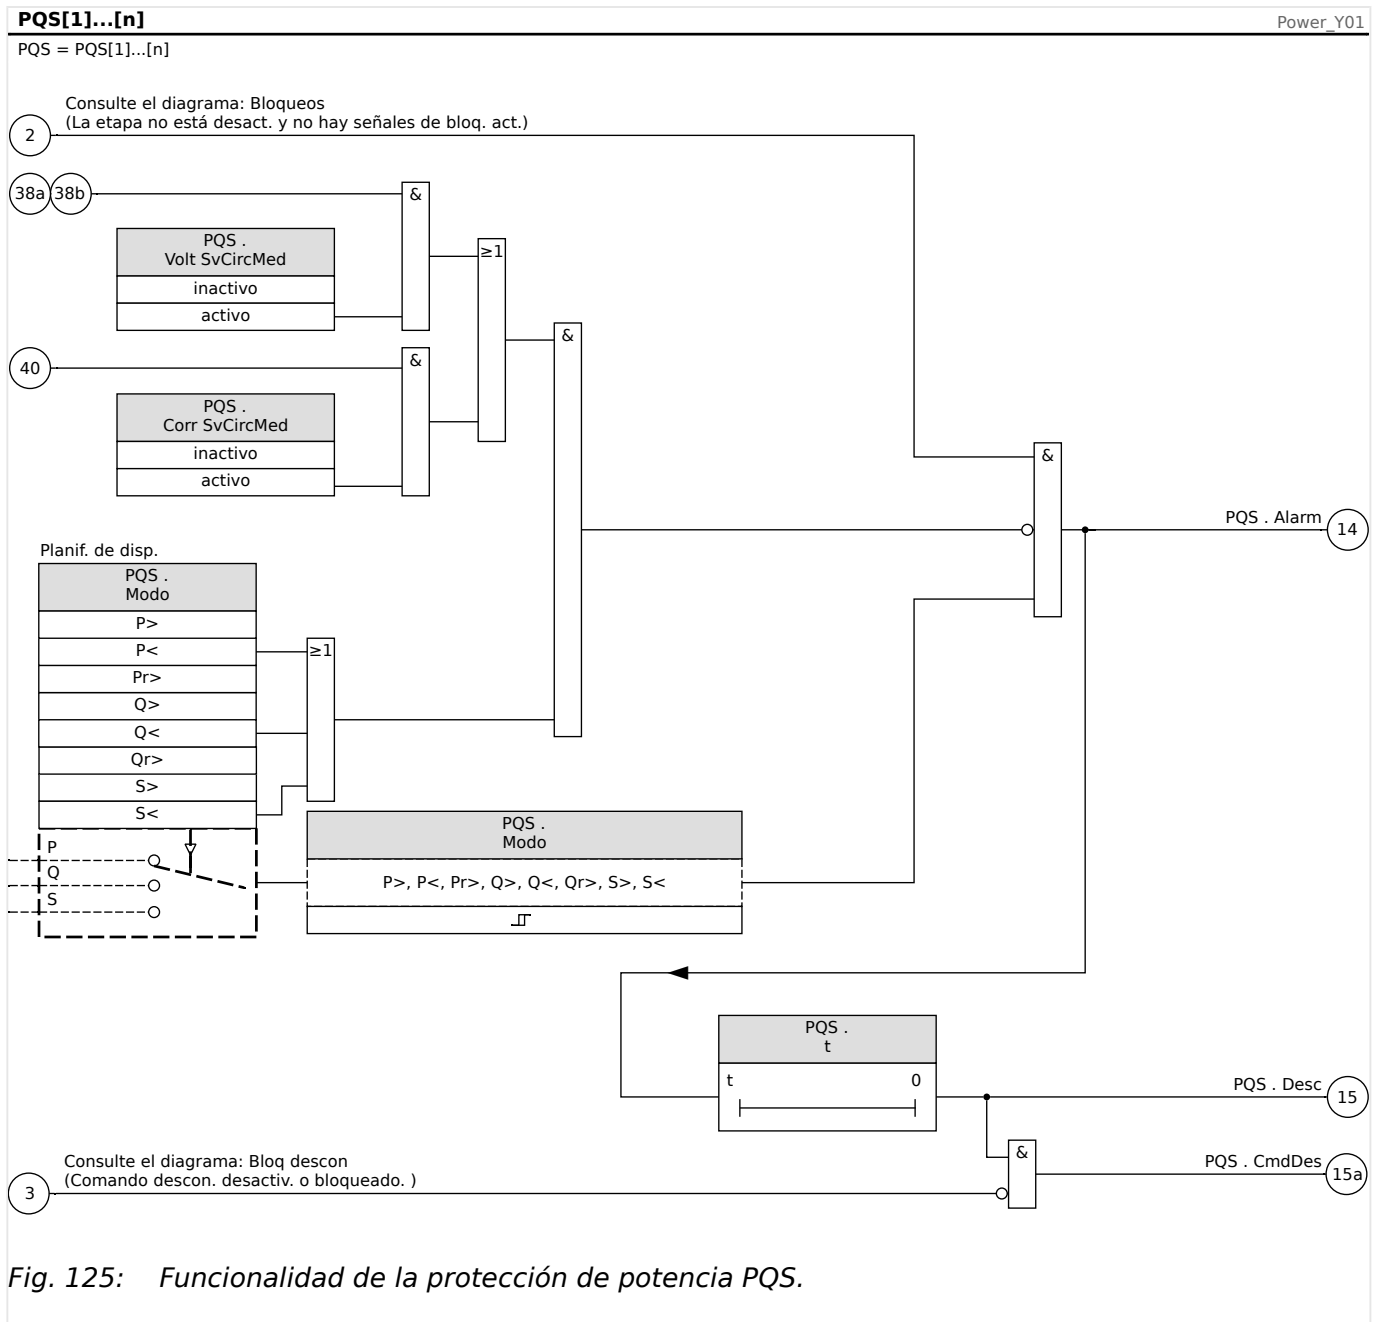 PQS[1]...[n]
Power_Y01
PQS = PQS[1]...[n]
Consulte el diagrama: Bloqueos
(La etapa no está desact. y no hay señales de bloq. act.)
2
38a 38b
&
PQS .
Volt SvCircMed
inactivo
activo
≥1
&
40
&
PQS .
Corr SvCircMed
inactivo
activo
&
PQS . Alarm
14
Planif. de disp.
PQS .
Modo
P>
P<
Pr>
Q>
Q<
Qr>
S>
S<
≥1
P
Q
S
PQS .
Modo
P>, P<, Pr>, Q>, Q<, Qr>, S>, S<
PQS .
t
t 0
PQS . Desc
15
&
PQS . CmdDes
15a
Consulte el diagrama: Bloq descon
(Comando descon. desactiv. o bloqueado. )
3
Fig. 125: Funcionalidad de la protección de potencia PQS.